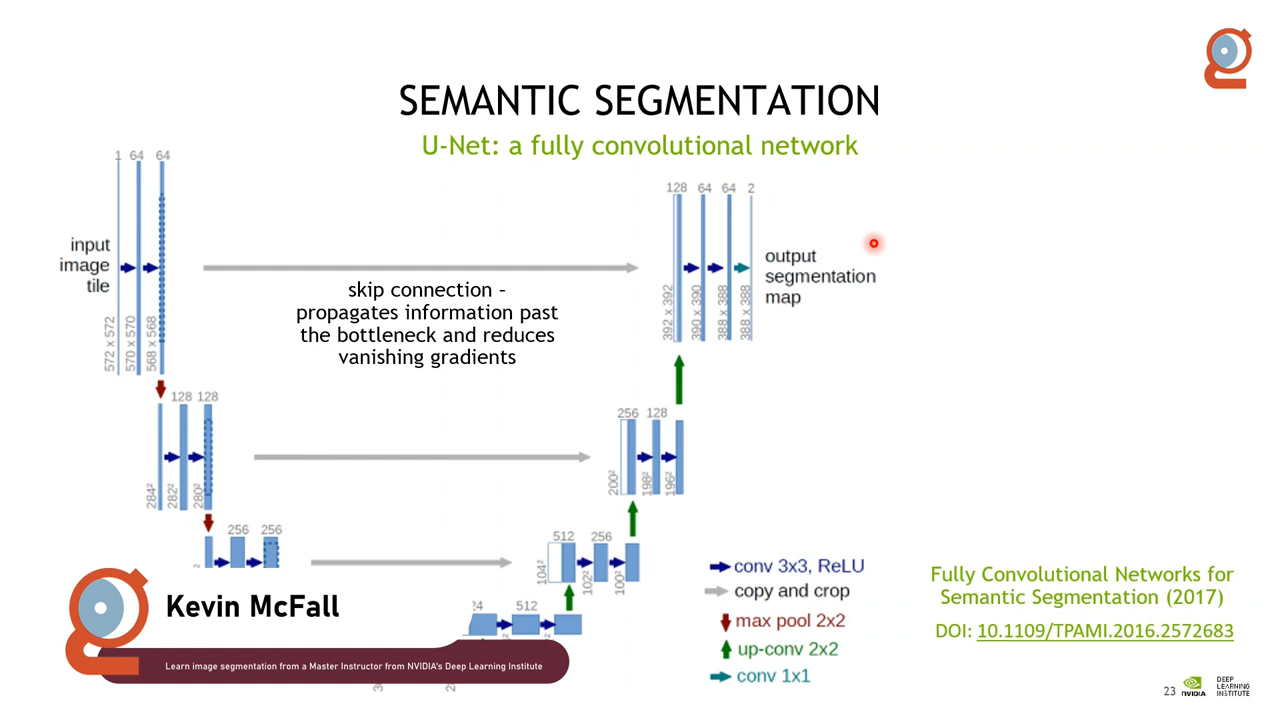 SEMANTIC SEGMENTATION
U-Net: a fully convolutional network
1 64 64
input
image
tile
572 x 572
570 x 570
568 x 568
skip connection -
propagates information past
the bottleneck and reduces
vanishing gradients
128 64 64 2
output
segmentation
map
392 x 392
390 x 390
388 x 388
388 x 388
128 128
284²
282²
280²
256 128
200²
198²
196²
256 256
512 256
104²
102²
100²
512
conv 3x3, ReLU
copy and crop
max pool 2x2
up-conv 2x2
conv 1x1
Fully Convolutional Networks for
Semantic Segmentation (2017)
DOI: 10.1109/TPAMI.2016.2572683
Kevin McFall
Learn image segmentation from a Master Instructor from NVIDIA's Deep Learning Institute
23
NVIDIA
DEEP
LEARNING
INSTITUTE